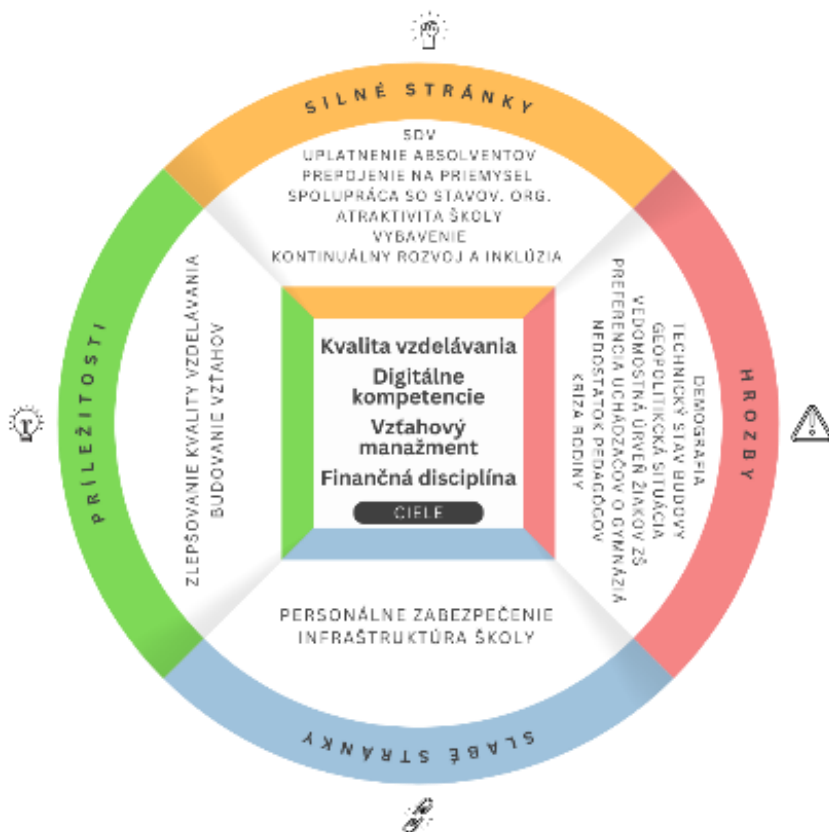 SILNÉ STRÁNKY
SDV
UPLATNENIE ABSOLVENTOV
PREPOJENIE NA PRIEMYSEL
SPOLUPRÁCA SO STAVOV. ORG.
ATRAKTIVITA ŠKOLY
VYBAVENIE
KONTINUÁLNY ROZVOJ A INKLÚZIA
PRÍLEŽITOSTI
ZLEPŠOVANIE KVALITY VZDELÁVANIA
BUDOVANIE VZŤAHOV
Kvalita vzdelávania
Digitálne
kompetencie
Vzťahový
manažment
Finančná disciplína
CIELE
HROZBY
DEMOGRAFIA
TECHNICKÝ STAV BUDOVY
GEOPOLITIKCKÁ SITUÁCIA
VEDOMOSTNÁ ÚRVEŇ ŽIAKOV ZŠ
PREFERENCIA UCHÁDZAČOV O GYMNÁZIÁ
NEDOSTATOK PEDAGÓGOV
KRÍZA RODINY
PERSONÁLNE ZABEZPEČENIE
INFRAŠTRUKTÚRA ŠKOLY
SLABÉ STRÁNKY